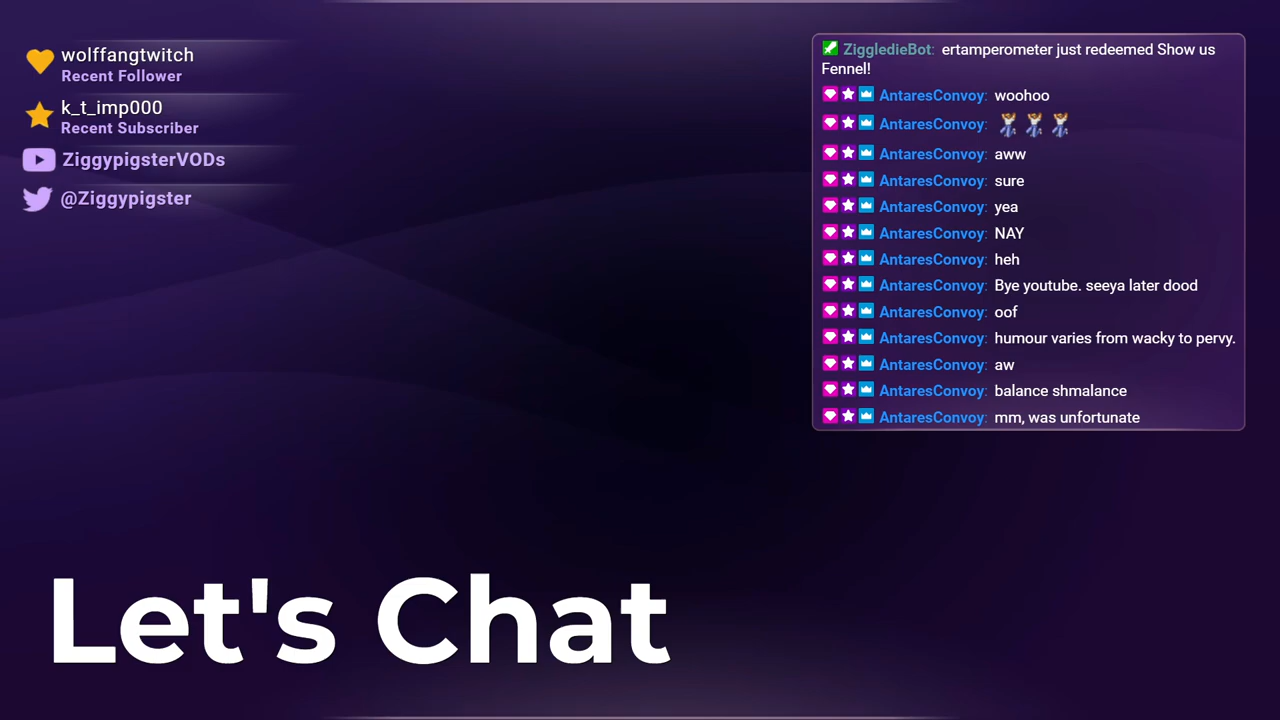 wolffangtwitch
Recent Follower
k_t_imp000
Recent Subscriber
ZiggypigsterVODs
@Ziggypigster
ZiggledieBot: ertamperometer just redeemed Show us
Fennel!
AntaresConvoy: woohoo
AntaresConvoy:
AntaresConvoy: aww
AntaresConvoy: sure
AntaresConvoy: yea
AntaresConvoy: NAY
AntaresConvoy: heh
AntaresConvoy: Bye youtube. seeya later dood
AntaresConvoy: oof
AntaresConvoy: humour varies from wacky to pervy.
AntaresConvoy: aw
AntaresConvoy: balance shmalance
AntaresConvoy: mm, was unfortunate
Let's Chat